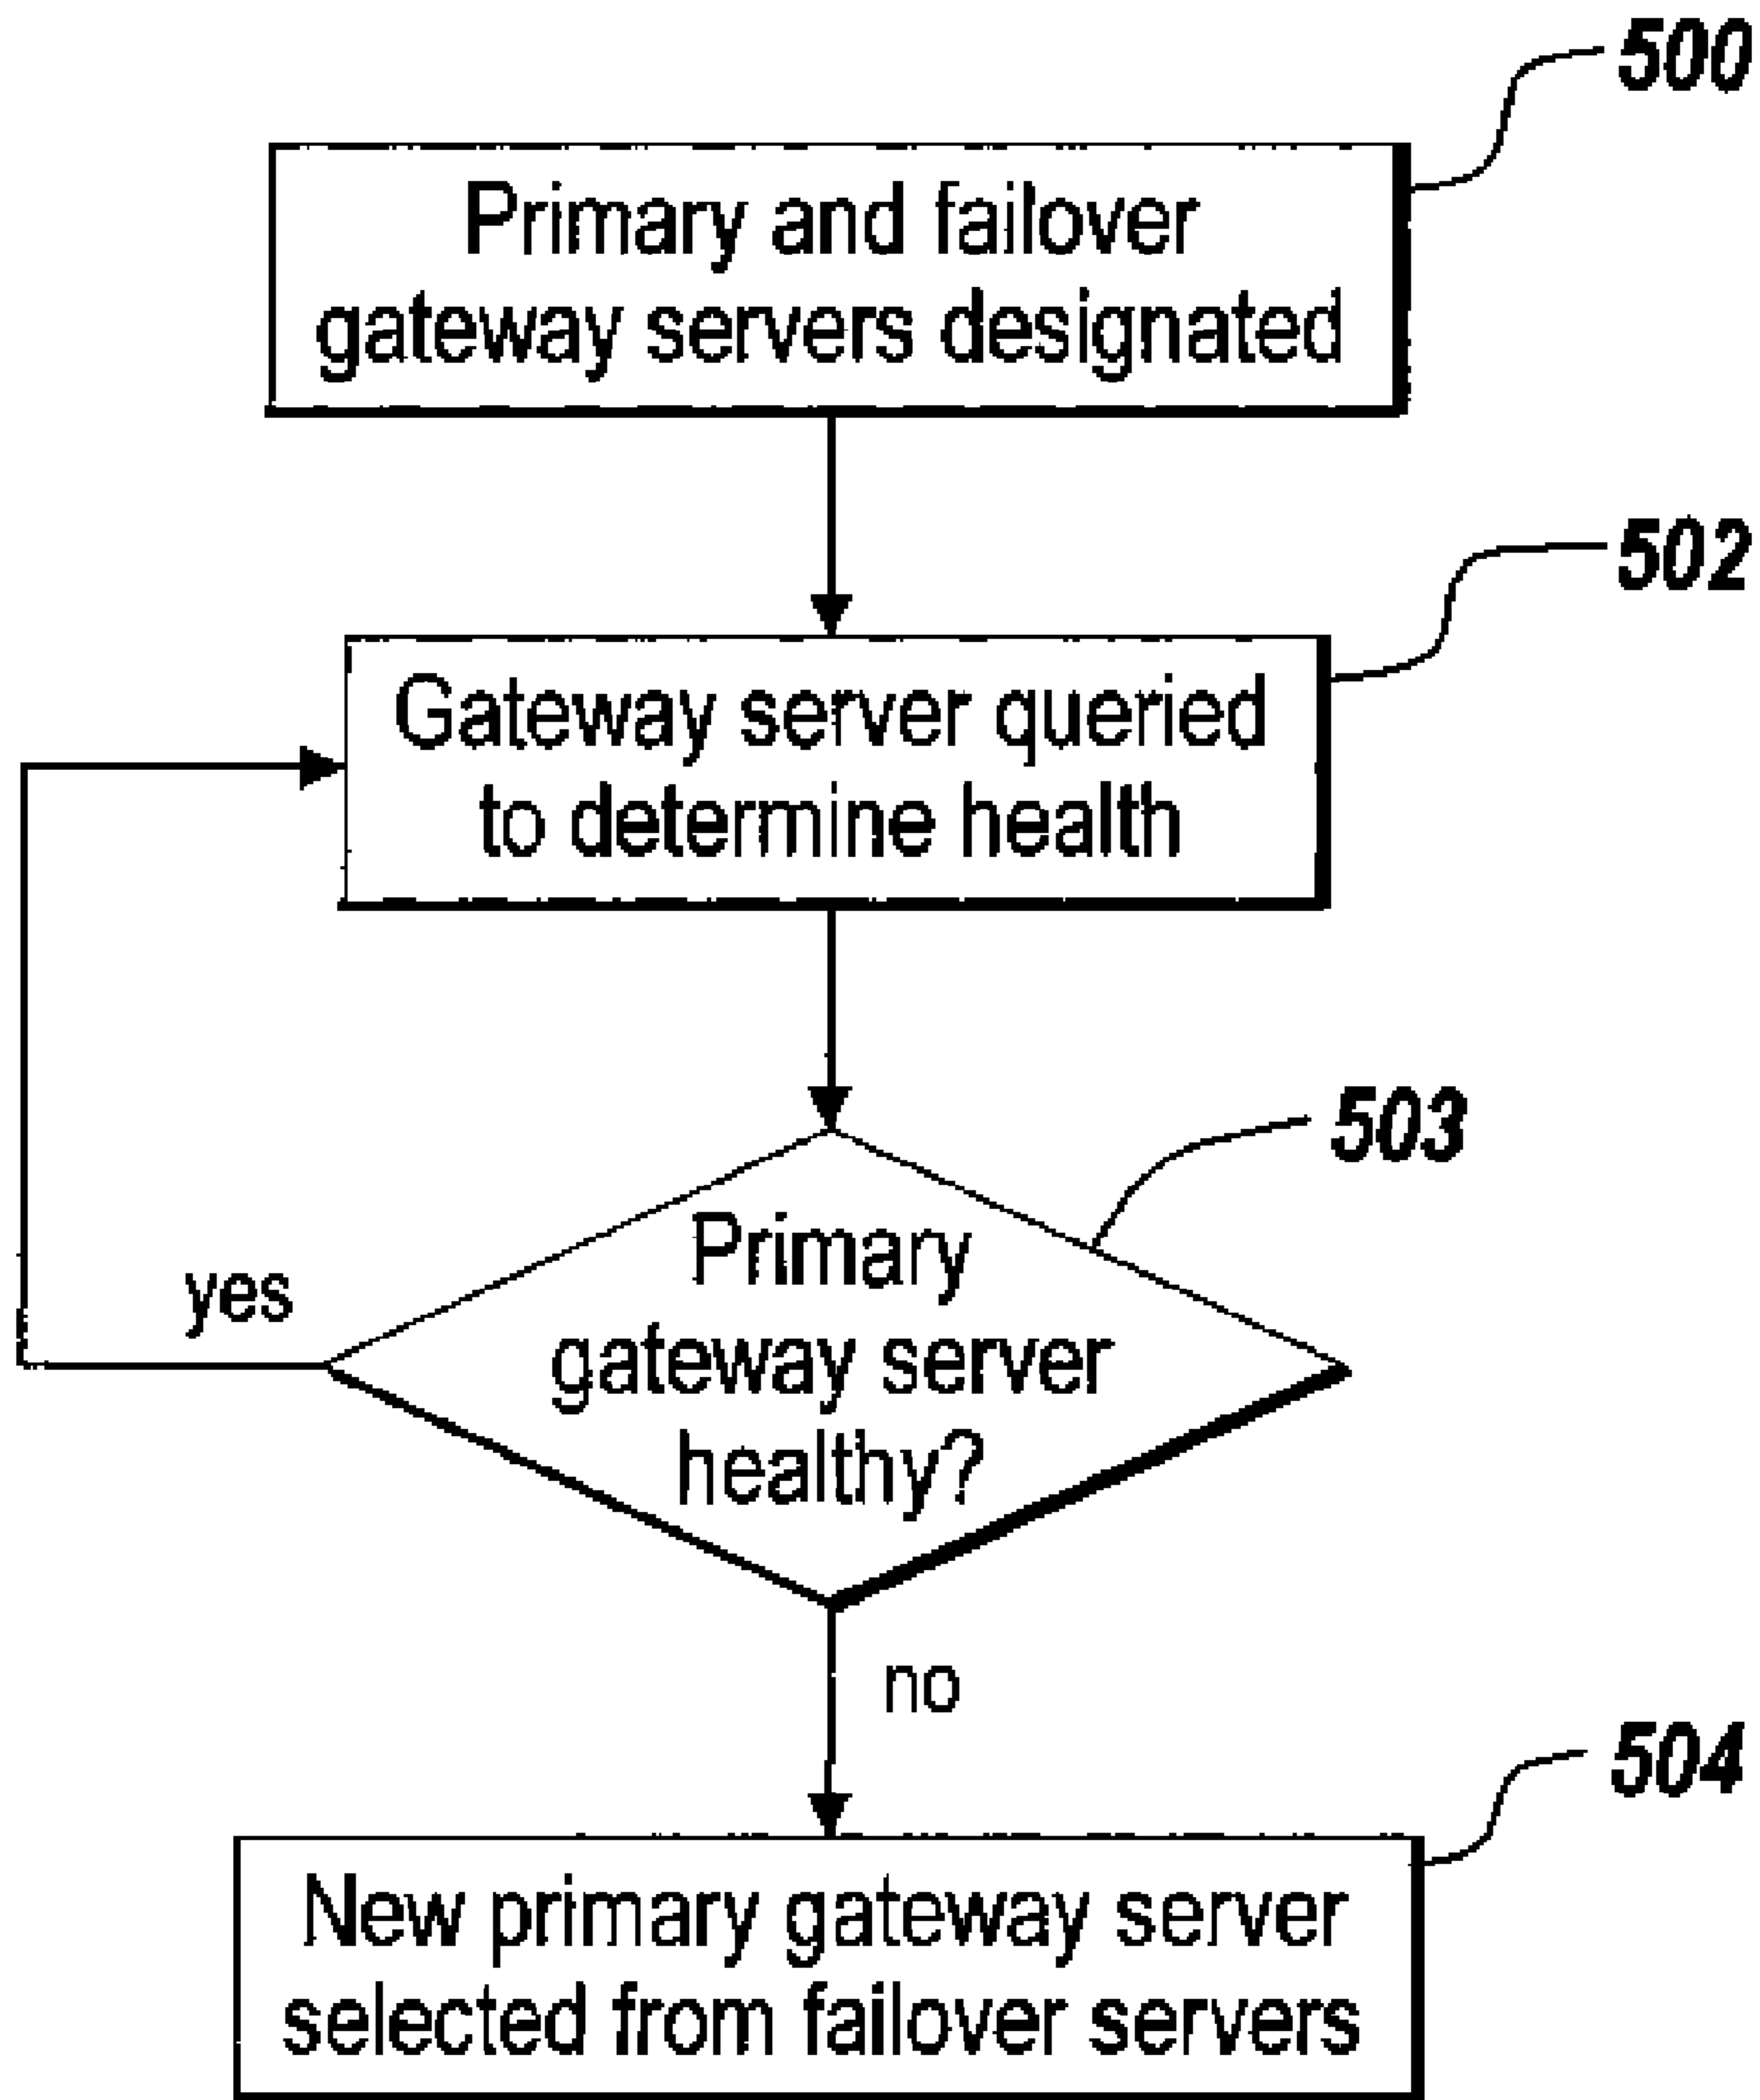 500
Primary and failover
gateway servers designated
502
Gateway server queried
to determine health
503
Primary
gateway server
healthy?
yes
no
504
New primary gateway server
selected from failover servers